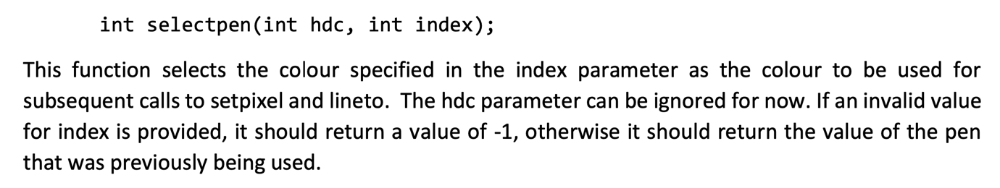 int selectpen(int hdc, int index);
This function selects the colour specified in the index parameter as the colour to be used for
subsequent calls to setpixel and lineto. The hdc parameter can be ignored for now. If an invalid value
for index is provided, it should return a value of -1, otherwise it should return the value of the pen
that was previously being used.